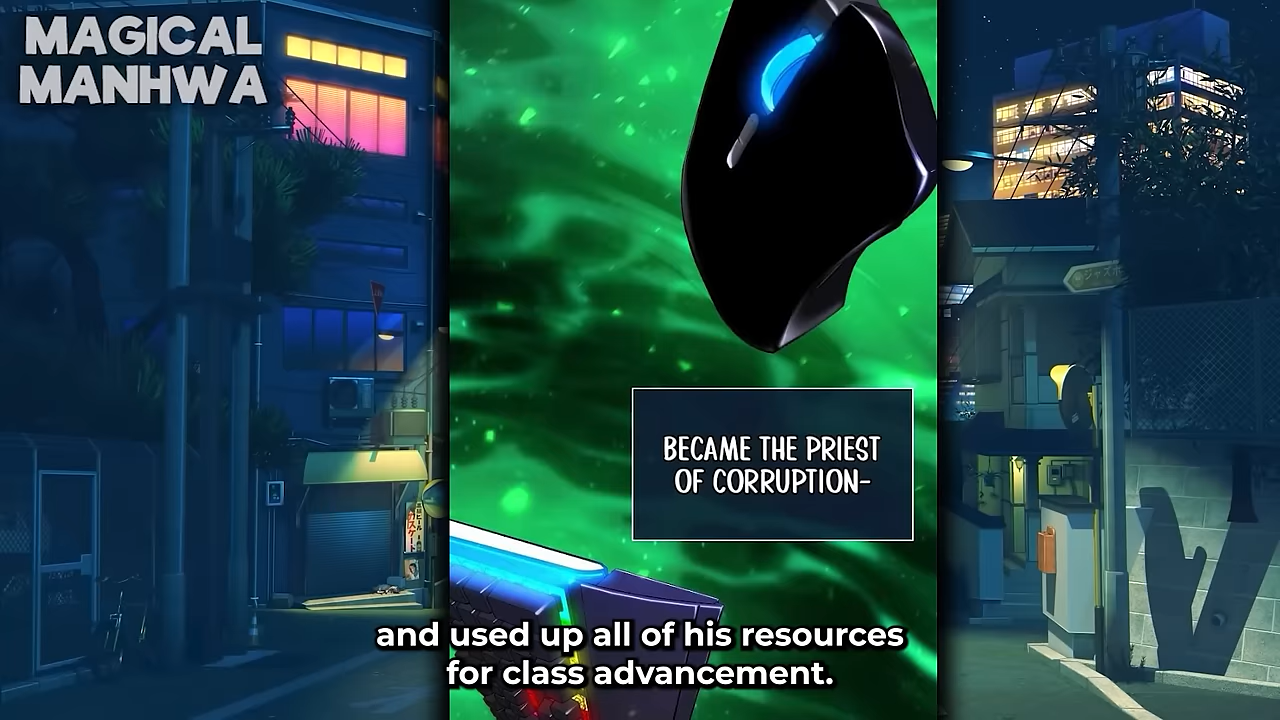 MAGICAL
MANHWA
BECAME THE PRIEST
OF CORRUPTION-
and used up all of his resources
for class advancement.